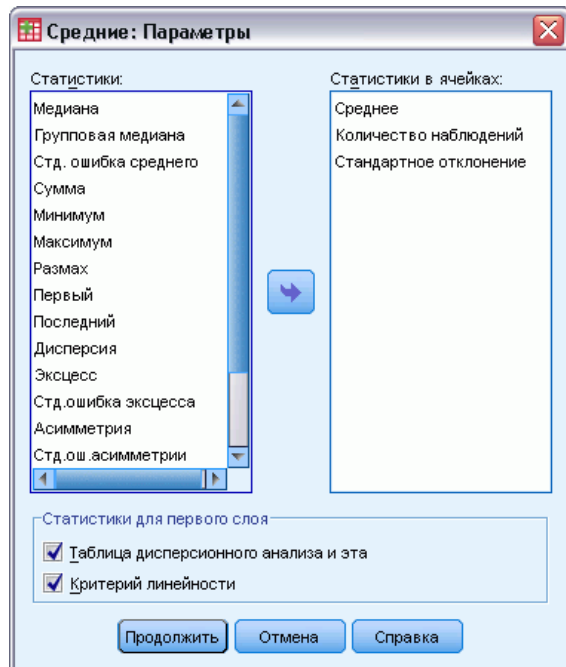 Средние: Параметры
Статистики:
Медиана
Групповая медиана
Стд. ошибка среднего
Сумма
Минимум
Максимум
Размах
Первый
Последний
Дисперсия
Эксцесс
Стд.ошибка эксцесса
Асимметрия
Стд.ош.асимметрии
Статистики в ячейках:
Среднее
Количество наблюдений
Стандартное отклонение
Статистики для первого слоя
Таблица дисперсионного анализа и эта
Критерий линейности
Продолжить
Отмена
Справка